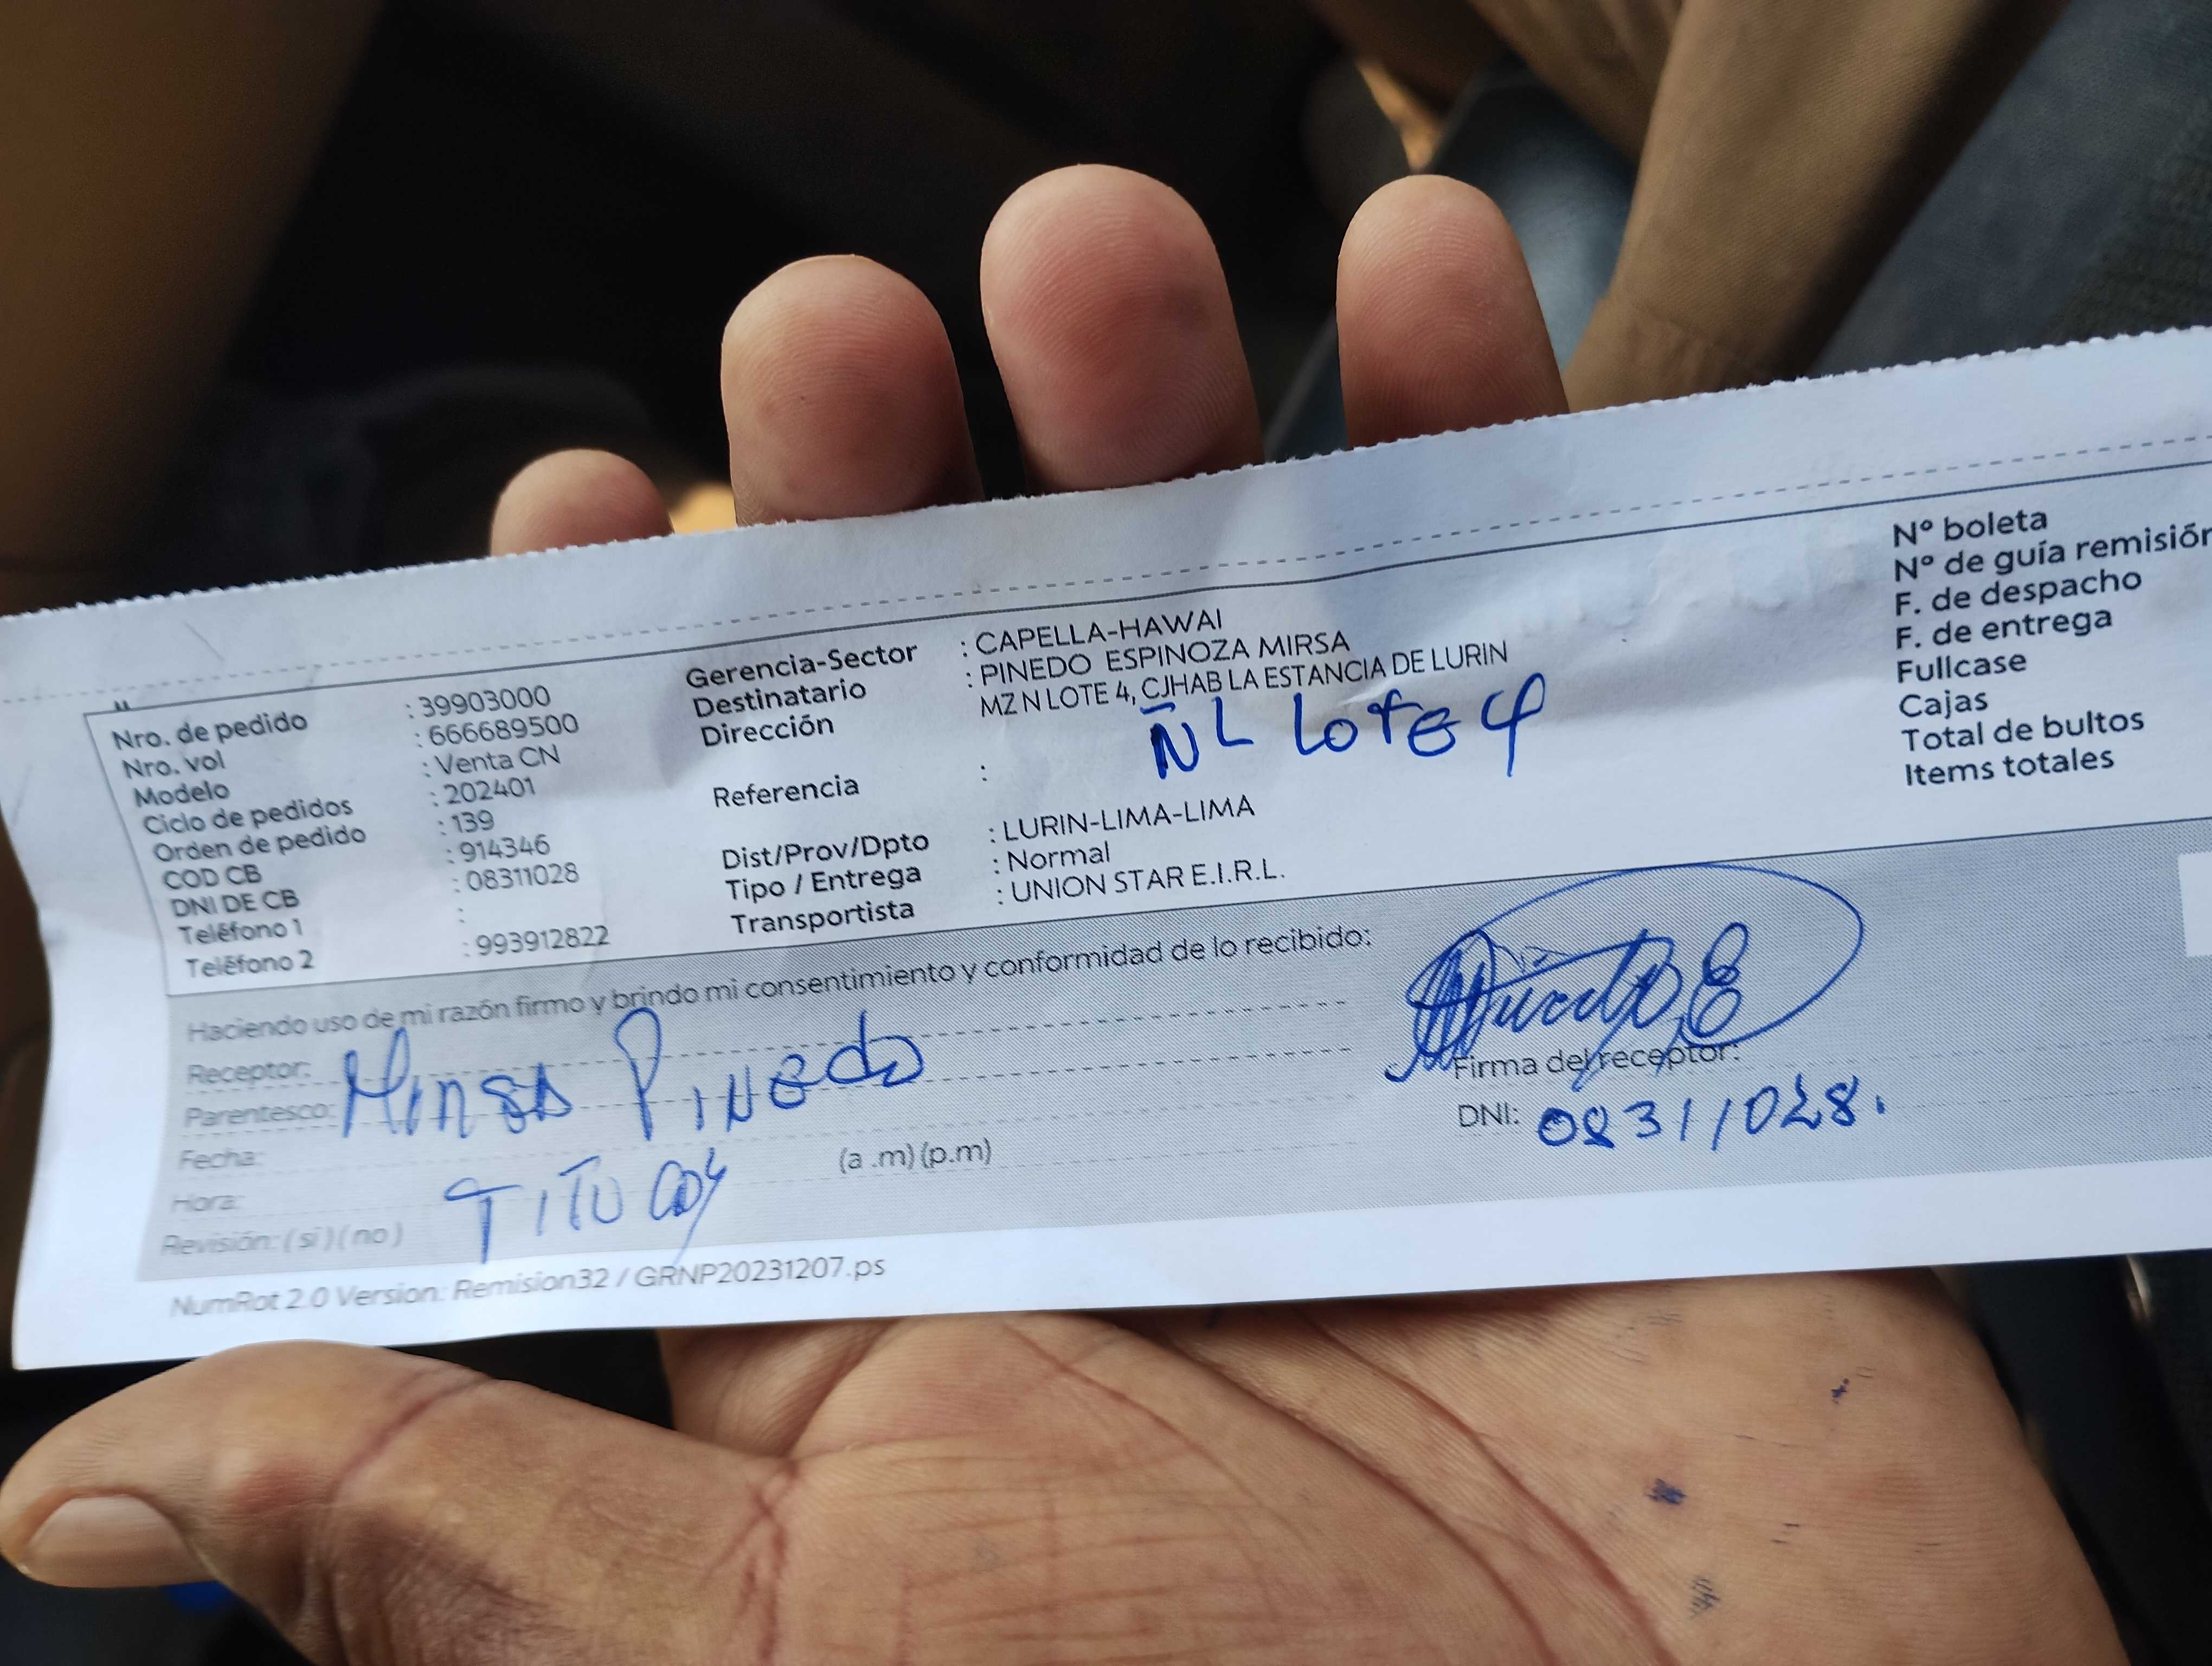 Nro. de pedido : 39903000
Nro. vol : 666689500
Modelo : Venta CN
Ciclo de pedidos : 202401
Orden de pedido : 139
COD CB : 914346
DNI DE CB : 08311028
Teléfono 1 :
Teléfono 2 : 993912822
Gerencia-Sector : CAPELLA-HAWAI
Destinatario : PINEDO ESPINOZA MIRSA
Dirección MZ N LOTE 4, CJHAB LA ESTANCIA DE LURIN
ÑL Lote 4
Referencia :
Dist/Prov/Dpto : LURIN-LIMA-LIMA
Tipo / Entrega : Normal
Transportista : UNION STAR E.I.R.L.
Nº boleta
Nº de guía remisión
F. de despacho
F. de entrega
Fullcase
Cajas
Total de bultos
Items totales
Haciendo uso de mi razón firmo y brindo mi consentimiento y conformidad de lo recibido:
Receptor: Mirsa Pinedo
Parentesco:
Fecha:
Hora: (a .m) (p.m)
Revisión: ( si ) ( no )
Firma del receptor:
DNI: 08311028.
NumRot 2.0 Version: Remision32 / GRNP20231207.ps